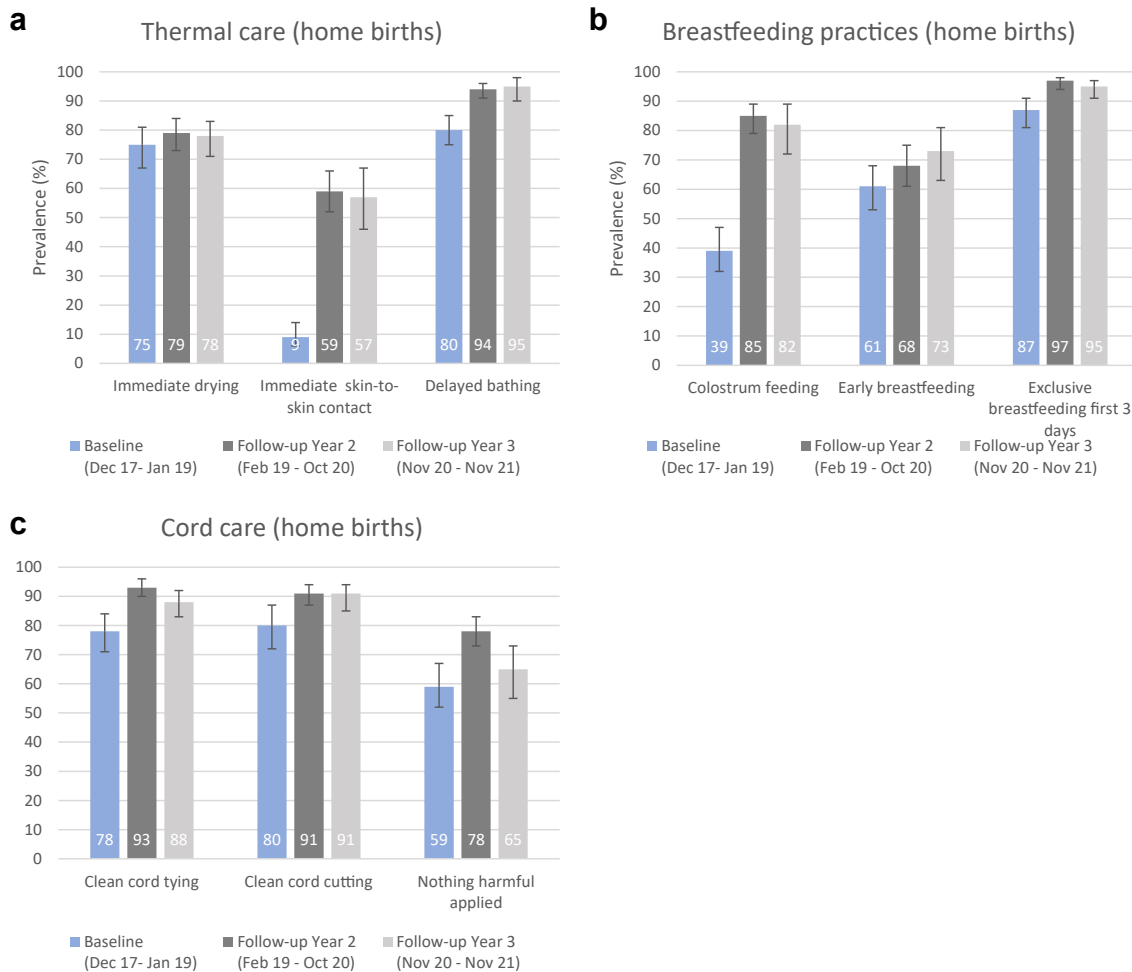 a
Thermal care (home births)
Prevalence (%)
100
90
80
70
60
50
40
30
20
10
0
75 79 78 9 59 57 80 94 95
Immediate drying Immediate skin-to- Delayed bathing
skin contact
Baseline Follow-up Year 2 Follow-up Year 3
(Dec 17- Jan 19) (Feb 19 - Oct 20) (Nov 20 - Nov 21)
b
Breastfeeding practices (home births)
Prevalence (%)
100
90
80
70
60
50
40
30
20
10
0
39 85 82 61 68 73 87 97 95
Colostrum feeding Early breastfeeding Exclusive
breastfeeding first 3
days
Baseline Follow-up Year 2 Follow-up Year 3
(Dec 17- Jan 19) (Feb 19 - Oct 20) (Nov 20 - Nov 21)
c
Cord care (home births)
100
90
80
70
60
50
40
30
20
10
0
78 93 88 80 91 91 59 78 65
Clean cord tying Clean cord cutting Nothing harmful
applied
Baseline Follow-up Year 2 Follow-up Year 3
(Dec 17- Jan 19) (Feb 19 - Oct 20) (Nov 20 - Nov 21)